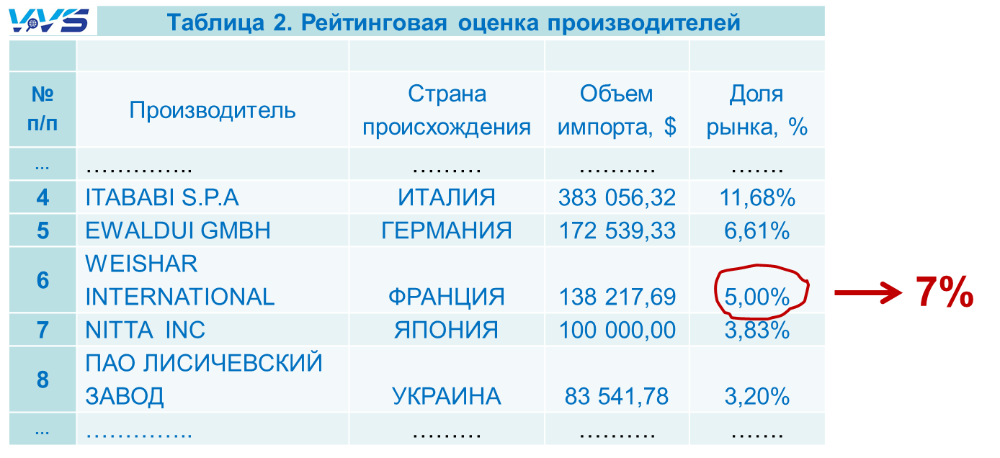 VVS
Таблица 2. Рейтинговая оценка производителей
№ п/п Производитель Страна происхождения Объем импорта, $ Доля рынка, %
... ………….. ……… ………. …….
4 ITABABI S.P.A ИТАЛИЯ 383 056,32 11,68%
5 EWALDUI GMBH ГЕРМАНИЯ 172 539,33 6,61%
6 WEISHAR INTERNATIONAL ФРАНЦИЯ 138 217,69 5,00% 7%
7 NITTA INC ЯПОНИЯ 100 000,00 3,83%
8 ПАО ЛИСИЧЕВСКИЙ ЗАВОД УКРАИНА 83 541,78 3,20%
... ………….. ……… ………. …….